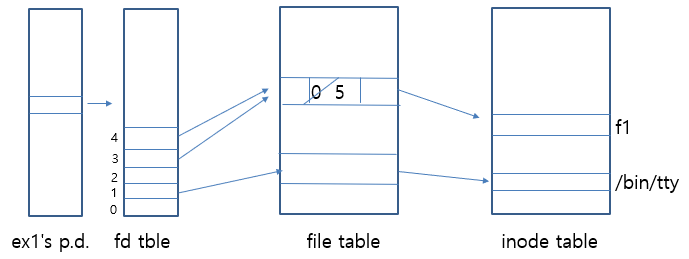 0 5
4
3
2
1
0
f1
/bin/tty
ex1's p.d.
fd tble
file table
inode table